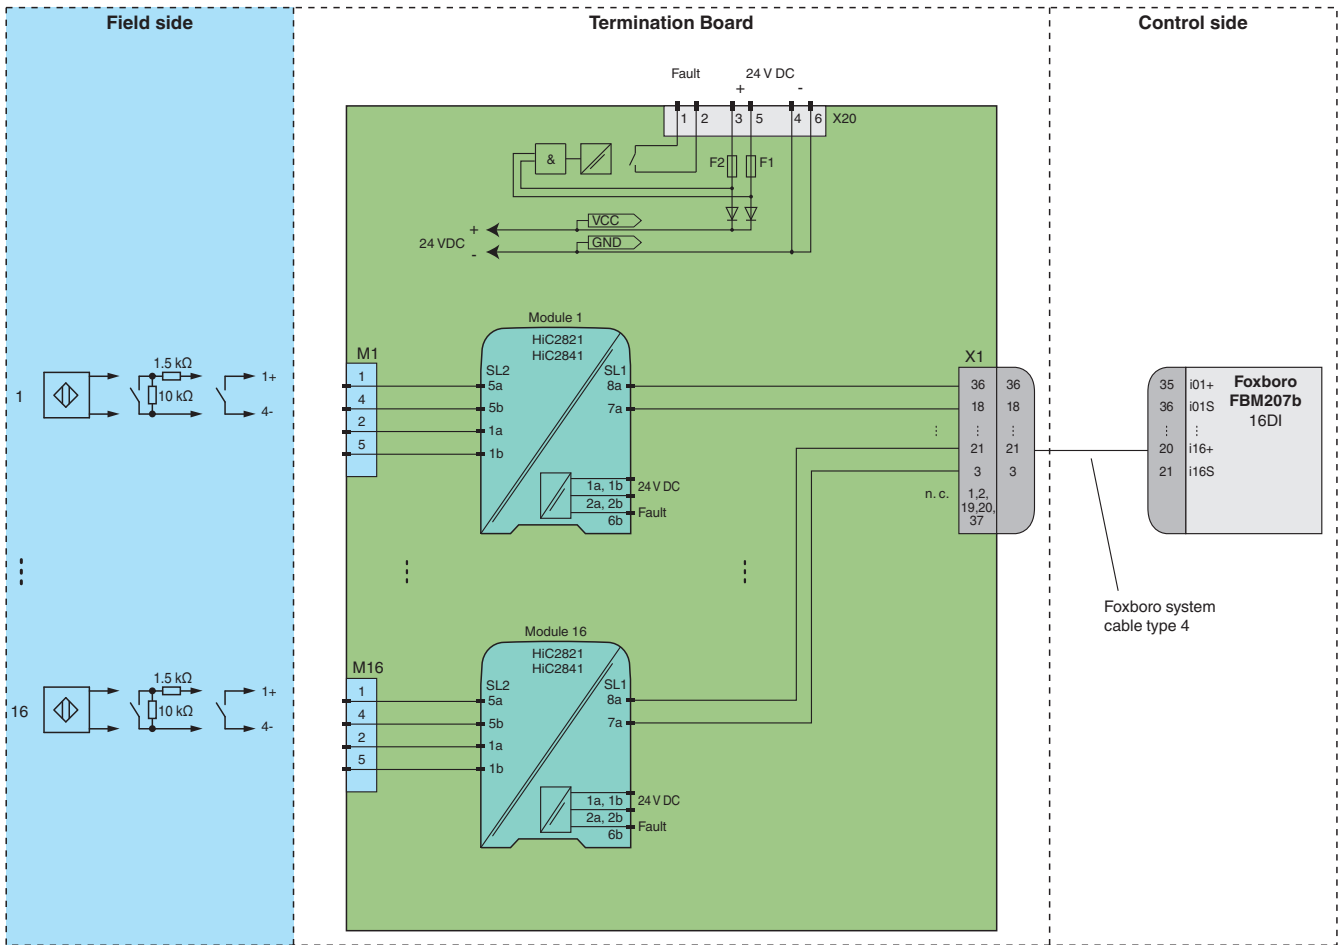 Field side
Termination Board
Control side
Fault
24 V DC
+
-
1
2
3
5
4
6
X20
&
F2
F1
VCC
GND
+
24 VDC
-
Module 1
HiC2821
HiC2841
M1
SL2
SL1
1
5a
8a
4
5b
7a
2
1a
5
1b
1a, 1b
24 V DC
2a, 2b
Fault
6b
1
1.5 kΩ
10 kΩ
1+
4-
X1
36
36
18
18
21
21
3
3
n. c.
1,2,
19,20,
37
35
i01+
Foxboro
36
i01S
FBM207b
16DI
20
i16+
21
i16S
Foxboro system
cable type 4
Module 16
HiC2821
HiC2841
M16
SL2
SL1
1
5a
8a
4
5b
7a
2
1a
5
1b
1a, 1b
24 V DC
2a, 2b
Fault
6b
16
1.5 kΩ
10 kΩ
1+
4-